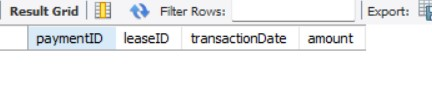 Result Grid Filter Rows: Export:
paymentID leaseID transactionDate amount